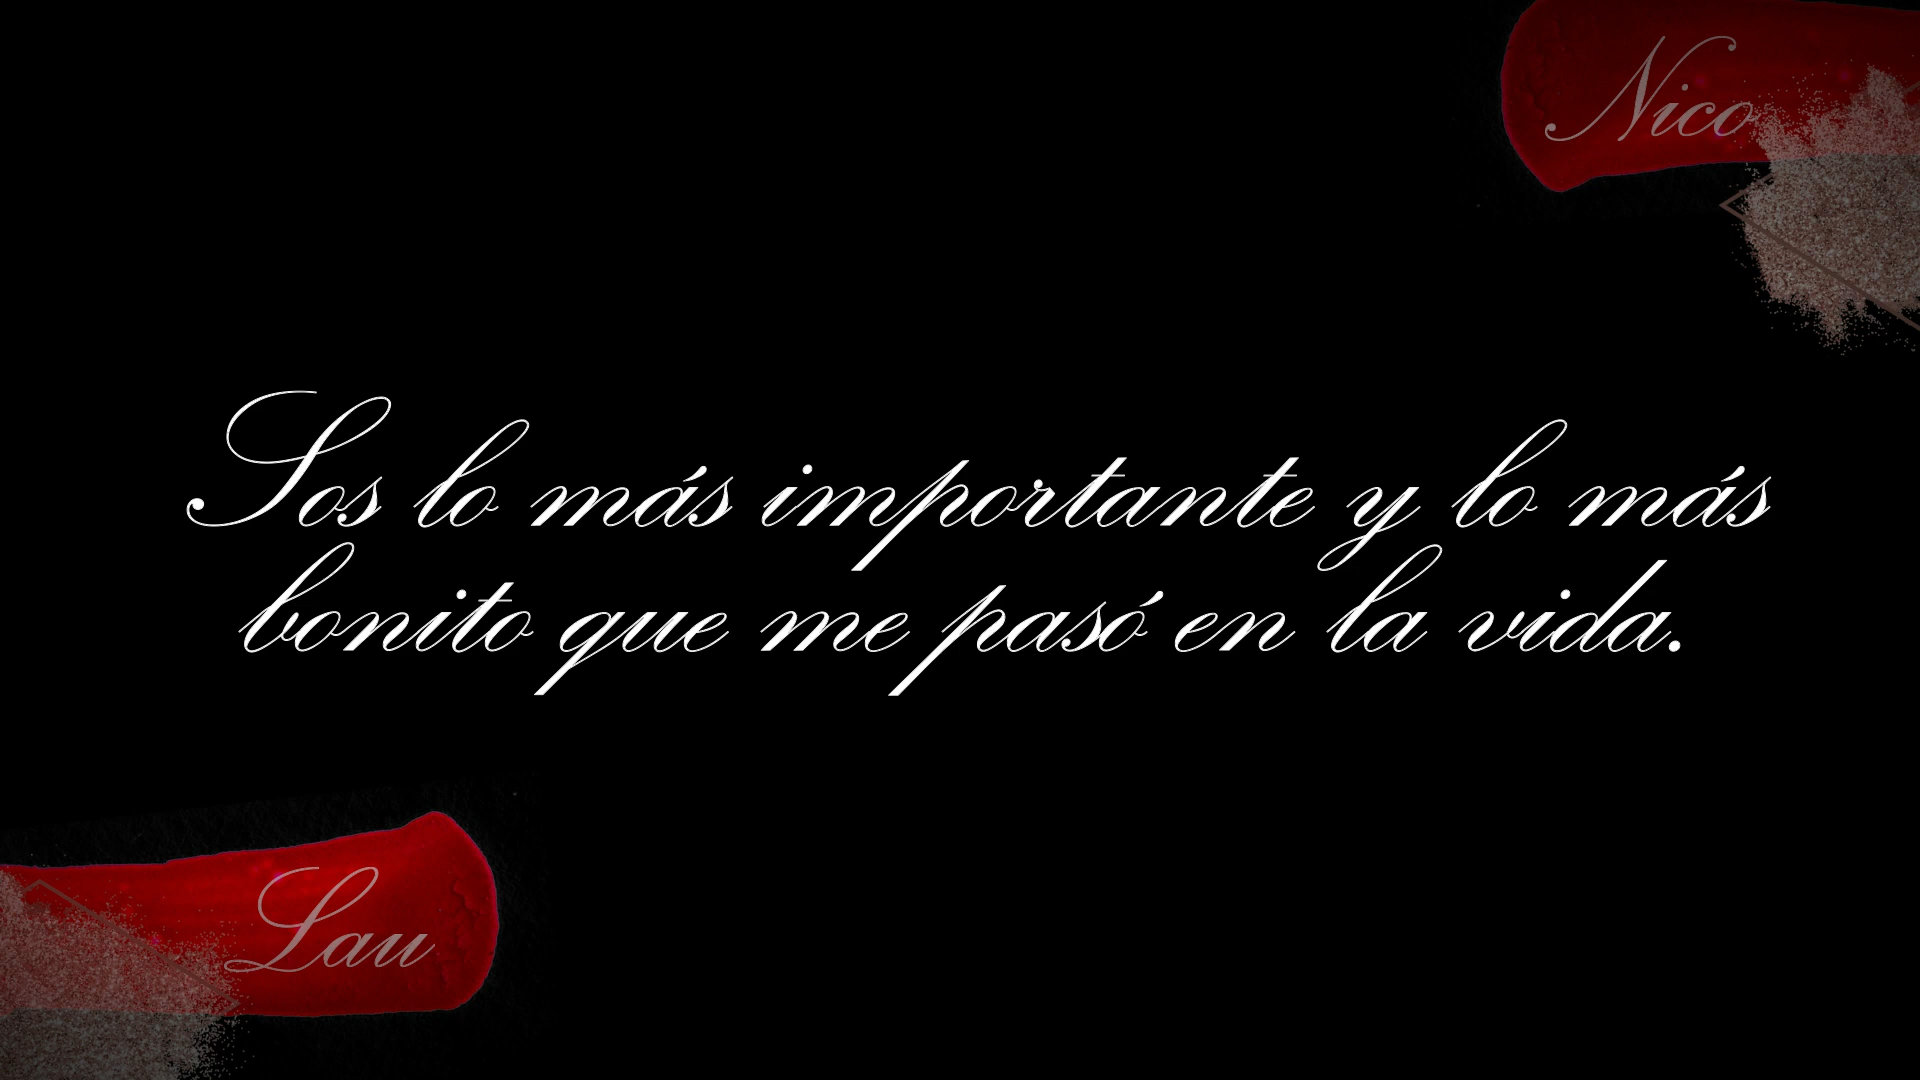 Nico
Sos lo más importante y lo más
bonito que me pasó en la vida.
Lau